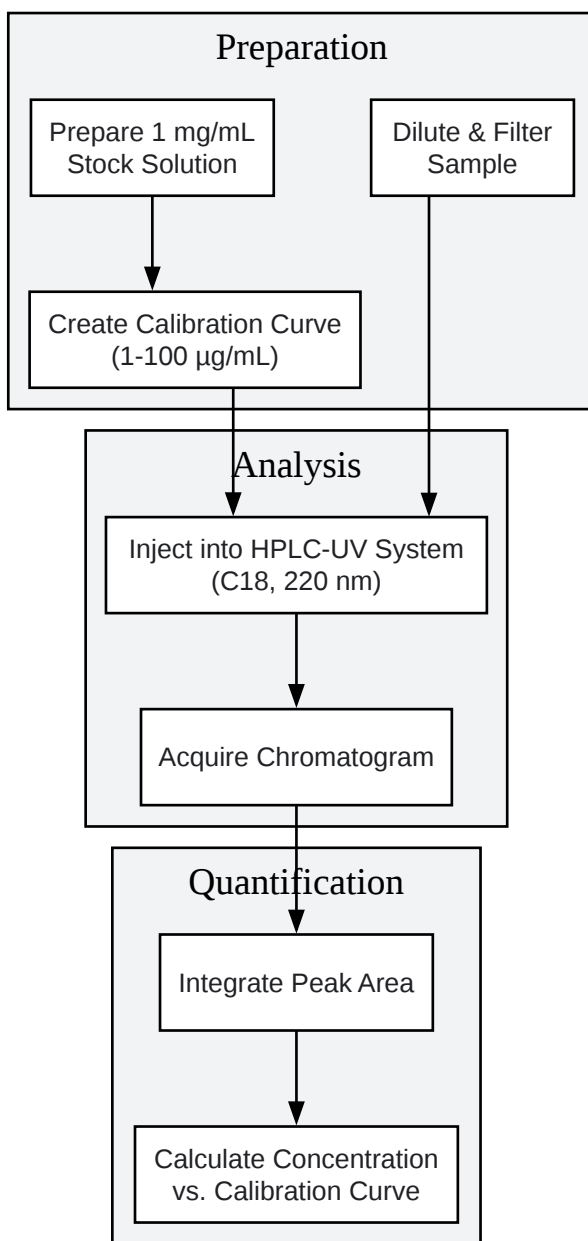 Preparation
Prepare 1 mg/mL
Stock Solution
Dilute & Filter
Sample
Create Calibration Curve
(1-100 µg/mL)
Analysis
Inject into HPLC-UV System
(C18, 220 nm)
Acquire Chromatogram
Quantification
Integrate Peak Area
Calculate Concentration
vs. Calibration Curve